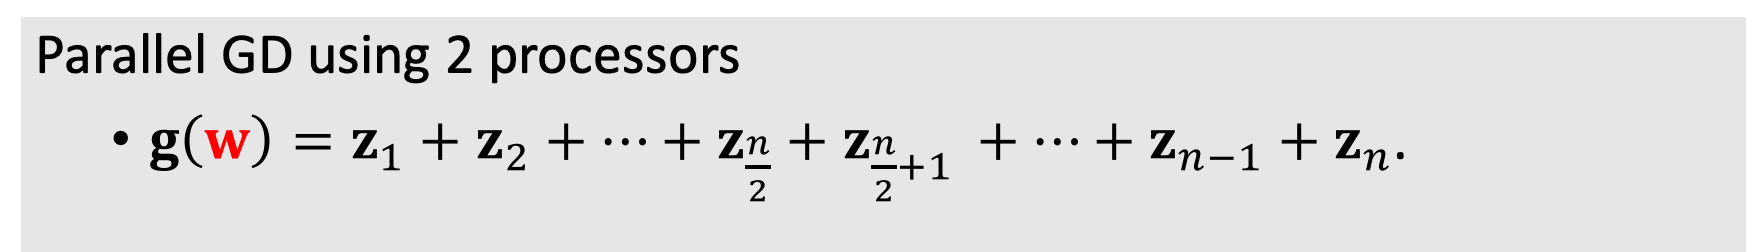 Parallel GD using 2 processors
• g(w) = z₁ + z₂ + ⋯ + z_{n/2} + z_{n/2+1} + ⋯ + z_{n−1} + z_n.